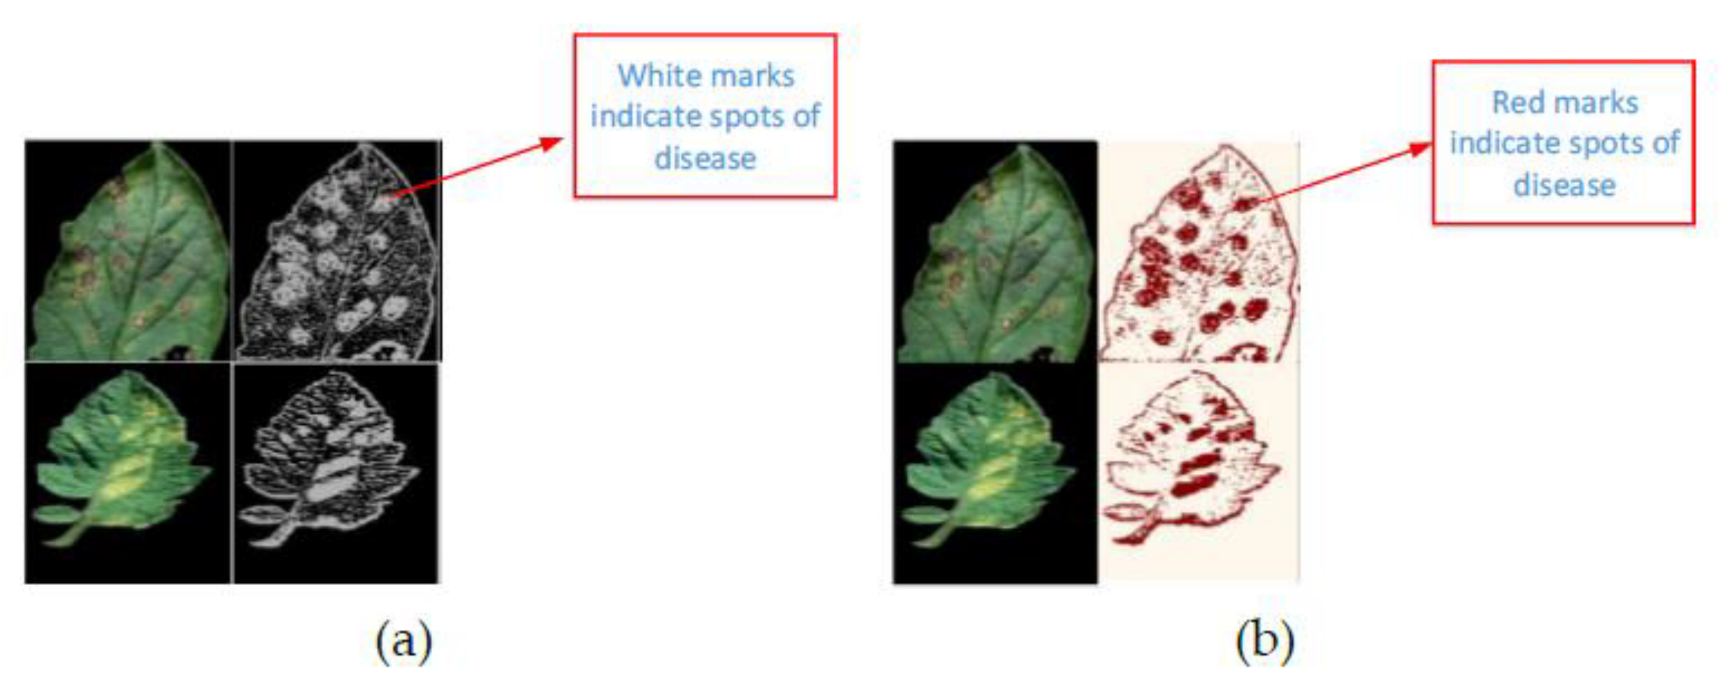 White marks
indicate spots of
disease
Red marks
indicate spots of
disease
(a)
(b)